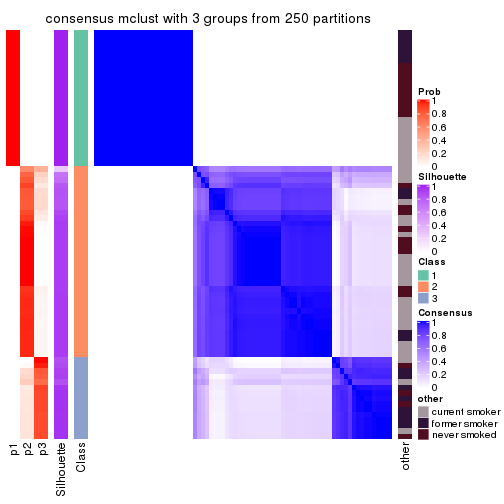 consensus mclust with 3 groups from 250 partitions
Prob
1
0.8
0.6
0.4
0.2
0
Silhouette
1
0.8
0.6
0.4
0.2
0
Class
1
2
3
Consensus
1
0.8
0.6
0.4
0.2
0
other
current smoker
former smoker
never smoked
p1
p2
p3
Silhouette
Class
other